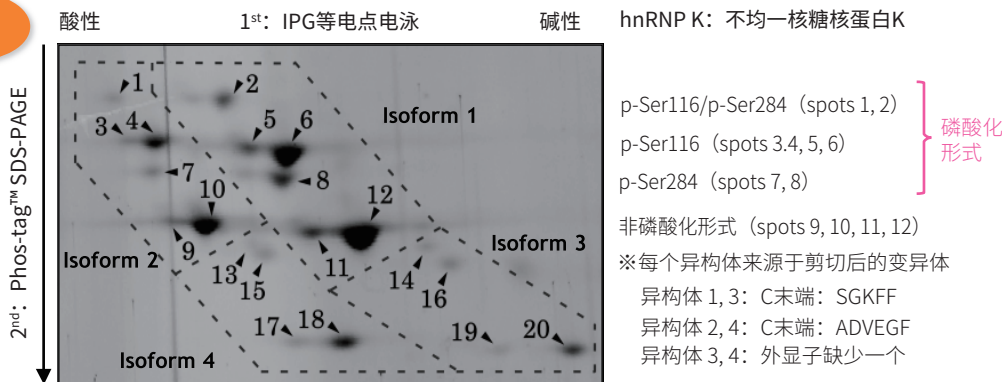 酸性 1st：IPG等电点电泳 碱性
hnRNP K：不均一核糖核蛋白K
2nd：Phos-tag™ SDS-PAGE
1
2
Isoform 1
3
4
5
6
7
8
10
12
9
11
Isoform 2
Isoform 3
13
15
14
16
17
18
19
20
Isoform 4
p-Ser116/p-Ser284（spots 1, 2）
p-Ser116（spots 3.4, 5, 6）
p-Ser284（spots 7, 8）
磷酸化
形式
非磷酸化形式（spots 9, 10, 11, 12）
※每个异构体来源于剪切后的变异体
异构体 1, 3：C末端：SGKFF
异构体 2, 4：C末端：ADVEGF
异构体 3, 4：外显子缺少一个